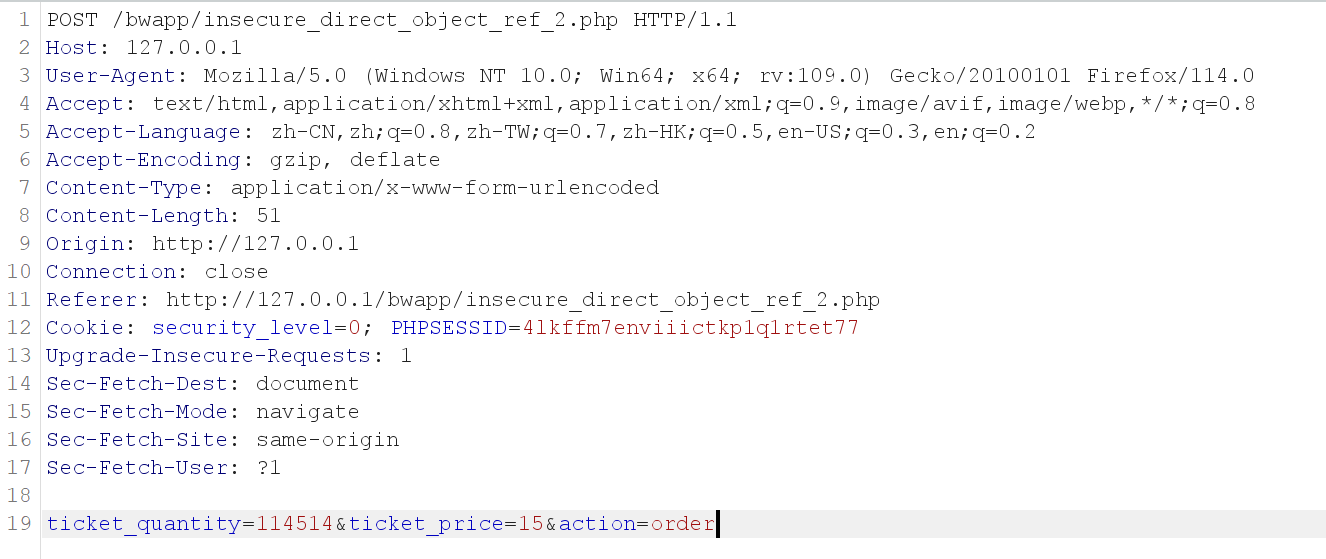 1 POST /bwapp/insecure_direct_object_ref_2.php HTTP/1.1
2 Host: 127.0.0.1
3 User-Agent: Mozilla/5.0 (Windows NT 10.0; Win64; x64; rv:109.0) Gecko/20100101 Firefox/114.0
4 Accept: text/html,application/xhtml+xml,application/xml;q=0.9,image/avif,image/webp,*/*;q=0.8
5 Accept-Language: zh-CN,zh;q=0.8,zh-TW;q=0.7,zh-HK;q=0.5,en-US;q=0.3,en;q=0.2
6 Accept-Encoding: gzip, deflate
7 Content-Type: application/x-www-form-urlencoded
8 Content-Length: 51
9 Origin: http://127.0.0.1
10 Connection: close
11 Referer: http://127.0.0.1/bwapp/insecure_direct_object_ref_2.php
12 Cookie: security_level=0; PHPSESSID=4lkffm7enviiictkp1q1rtet77
13 Upgrade-Insecure-Requests: 1
14 Sec-Fetch-Dest: document
15 Sec-Fetch-Mode: navigate
16 Sec-Fetch-Site: same-origin
17 Sec-Fetch-User: ?1
18
19 ticket_quantity=114514&ticket_price=15&action=order